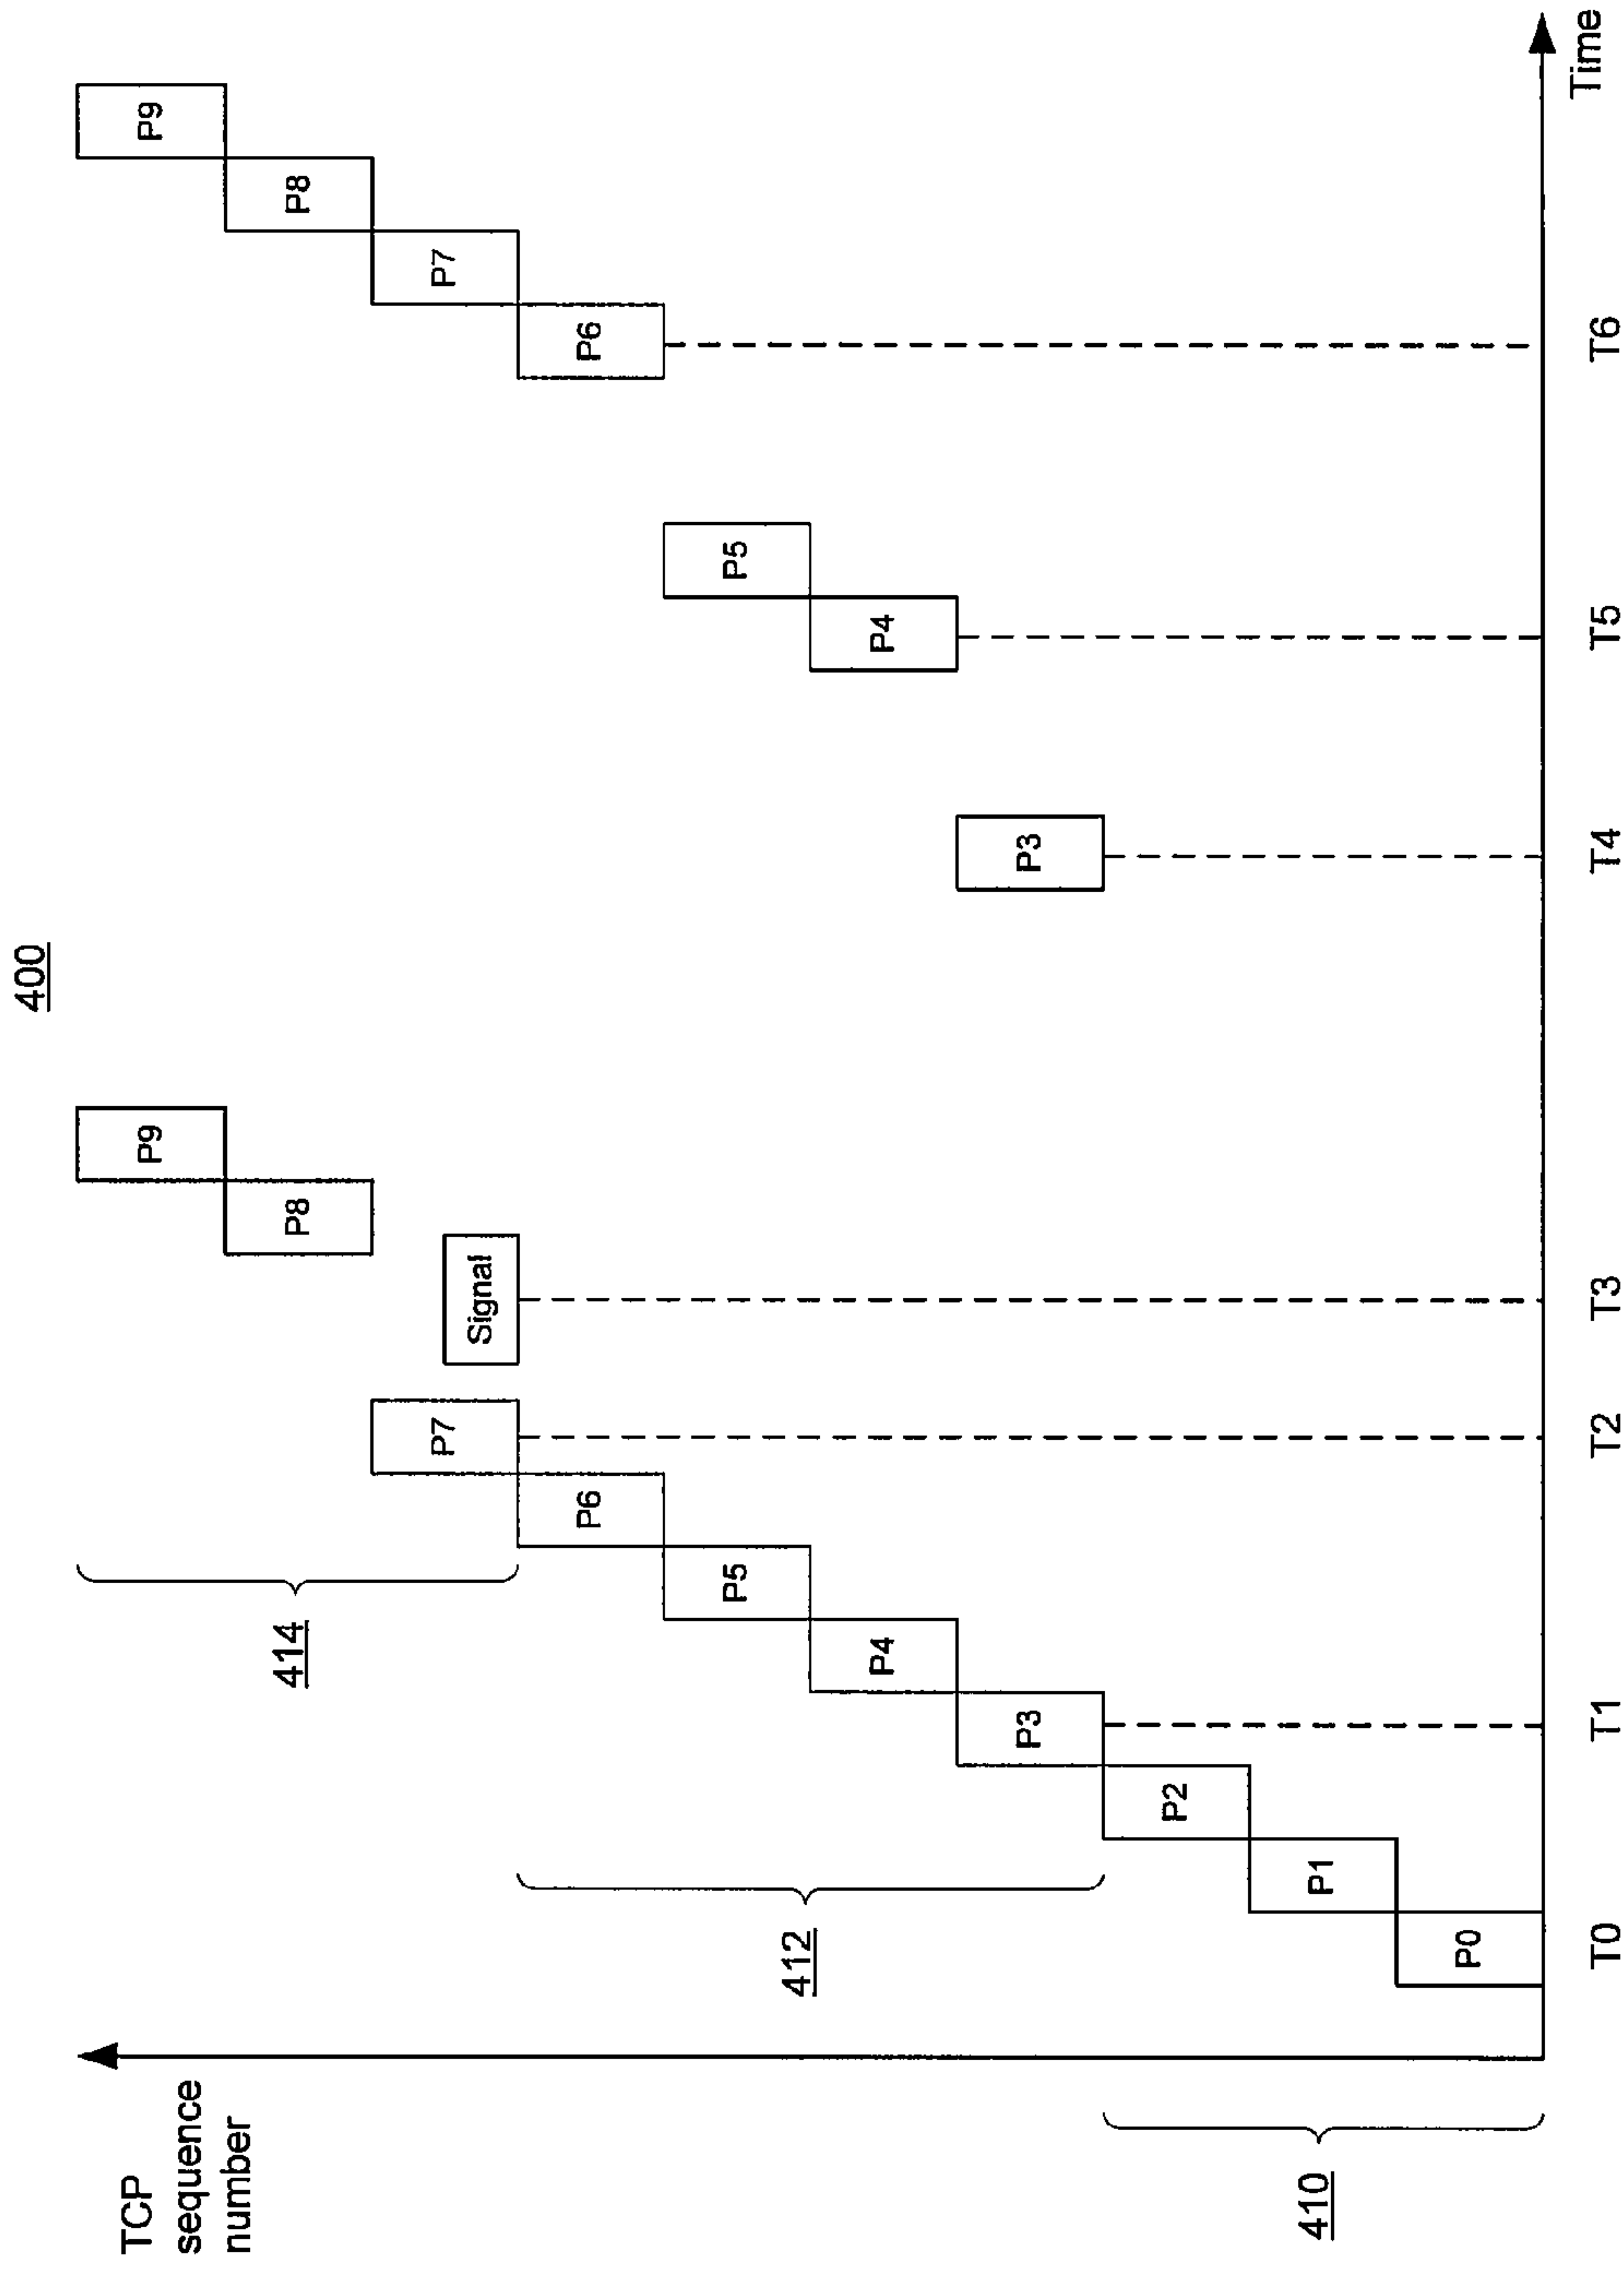 400
TCP
sequence
number
414
412
410
P9
P8
P7
Signal
P6
P5
P4
P3
P2
P1
P0
P3
P5
P4
P9
P8
P7
P6
T0
T1
T2
T3
T4
T5
T6
Time